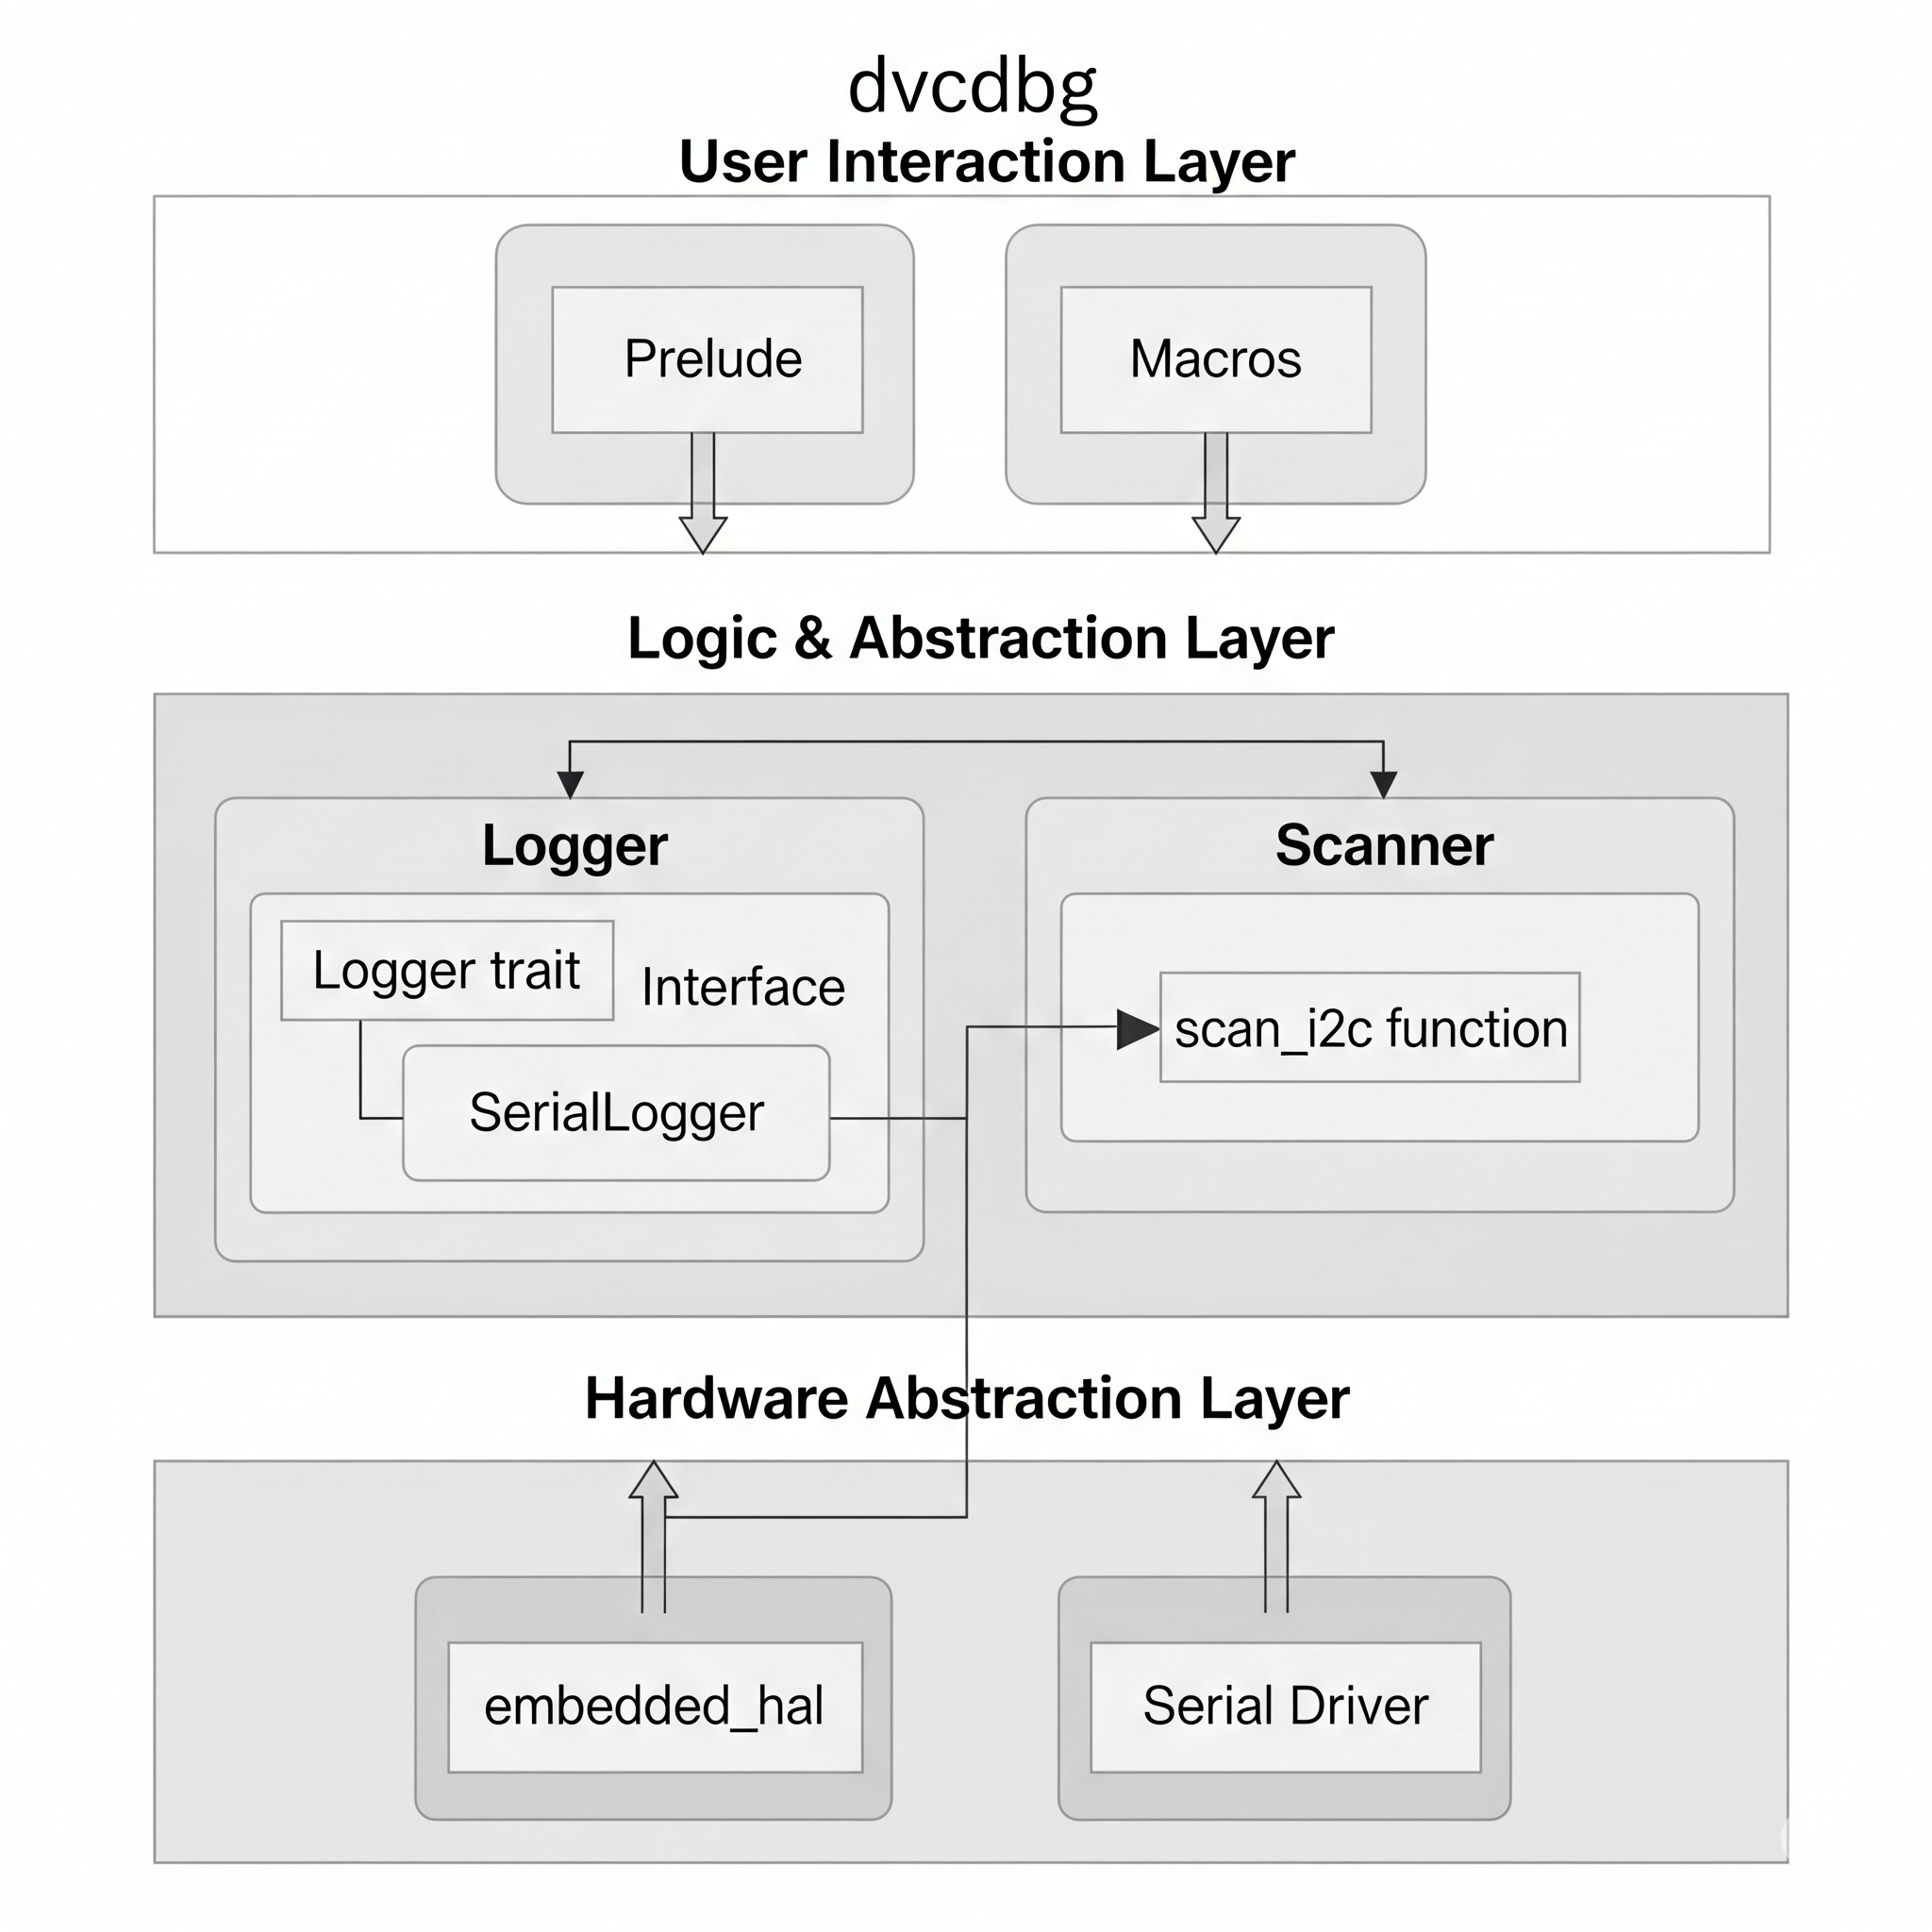 dvcdbg
User Interaction Layer
Prelude
Macros
Logic & Abstraction Layer
Logger
Scanner
Logger trait
Interface
scan_i2c function
SerialLogger
Hardware Abstraction Layer
embedded_hal
Serial Driver